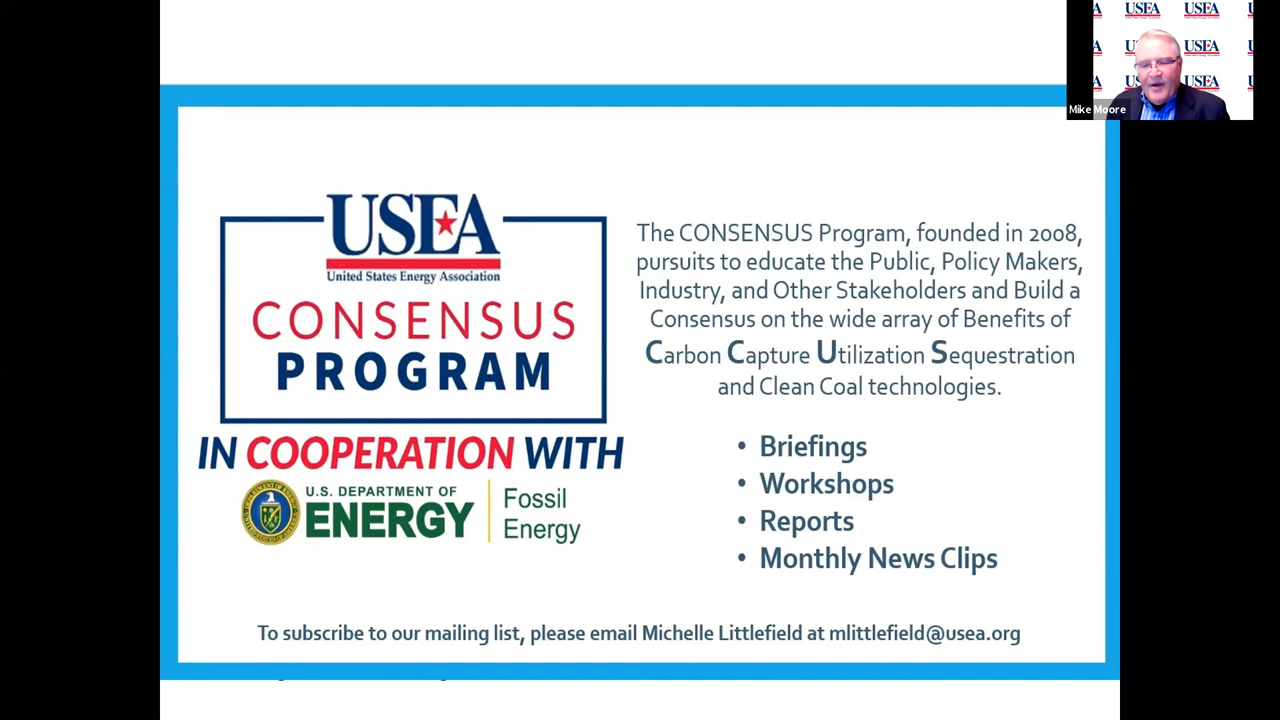 USEA USEA
Mike Moore
USEA
United States Energy Association
CONSENSUS
PROGRAM
IN COOPERATION WITH
U.S. DEPARTMENT OF
ENERGY
Fossil
Energy
The CONSENSUS Program, founded in 2008,
pursuits to educate the Public, Policy Makers,
Industry, and Other Stakeholders and Build a
Consensus on the wide array of Benefits of
Carbon Capture Utilization Sequestration
and Clean Coal technologies.
• Briefings
• Workshops
• Reports
• Monthly News Clips
To subscribe to our mailing list, please email Michelle Littlefield at mlittlefield@usea.org